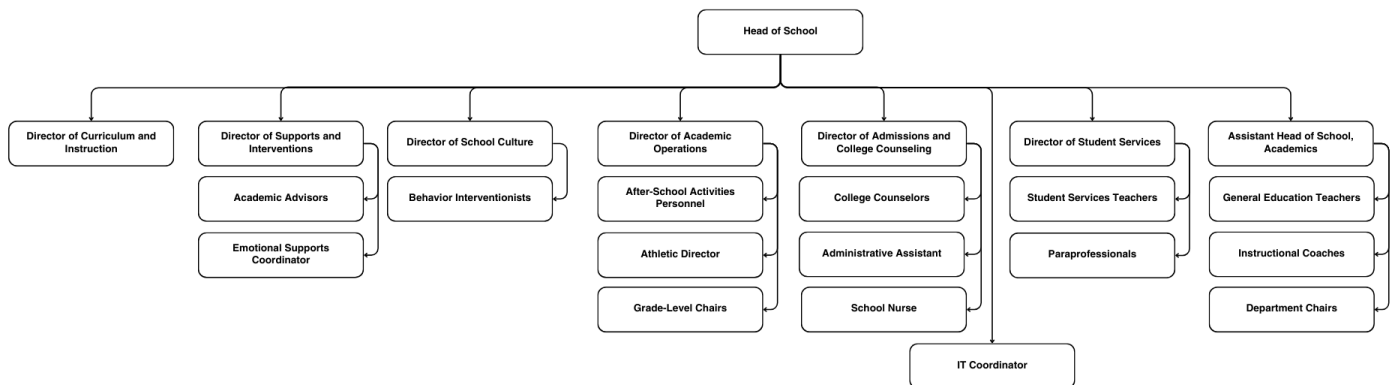 Head of School
Director of Curriculum and
Instruction
Director of Supports and
Interventions
Director of School Culture
Director of Academic
Operations
Director of Admissions and
College Counseling
Director of Student Services
Assistant Head of School,
Academics
Academic Advisors
Behavior Interventionists
After-School Activities
Personnel
College Counselors
Student Services Teachers
General Education Teachers
Emotional Supports
Coordinator
Athletic Director
Administrative Assistant
Paraprofessionals
Instructional Coaches
Grade-Level Chairs
School Nurse
Department Chairs
IT Coordinator